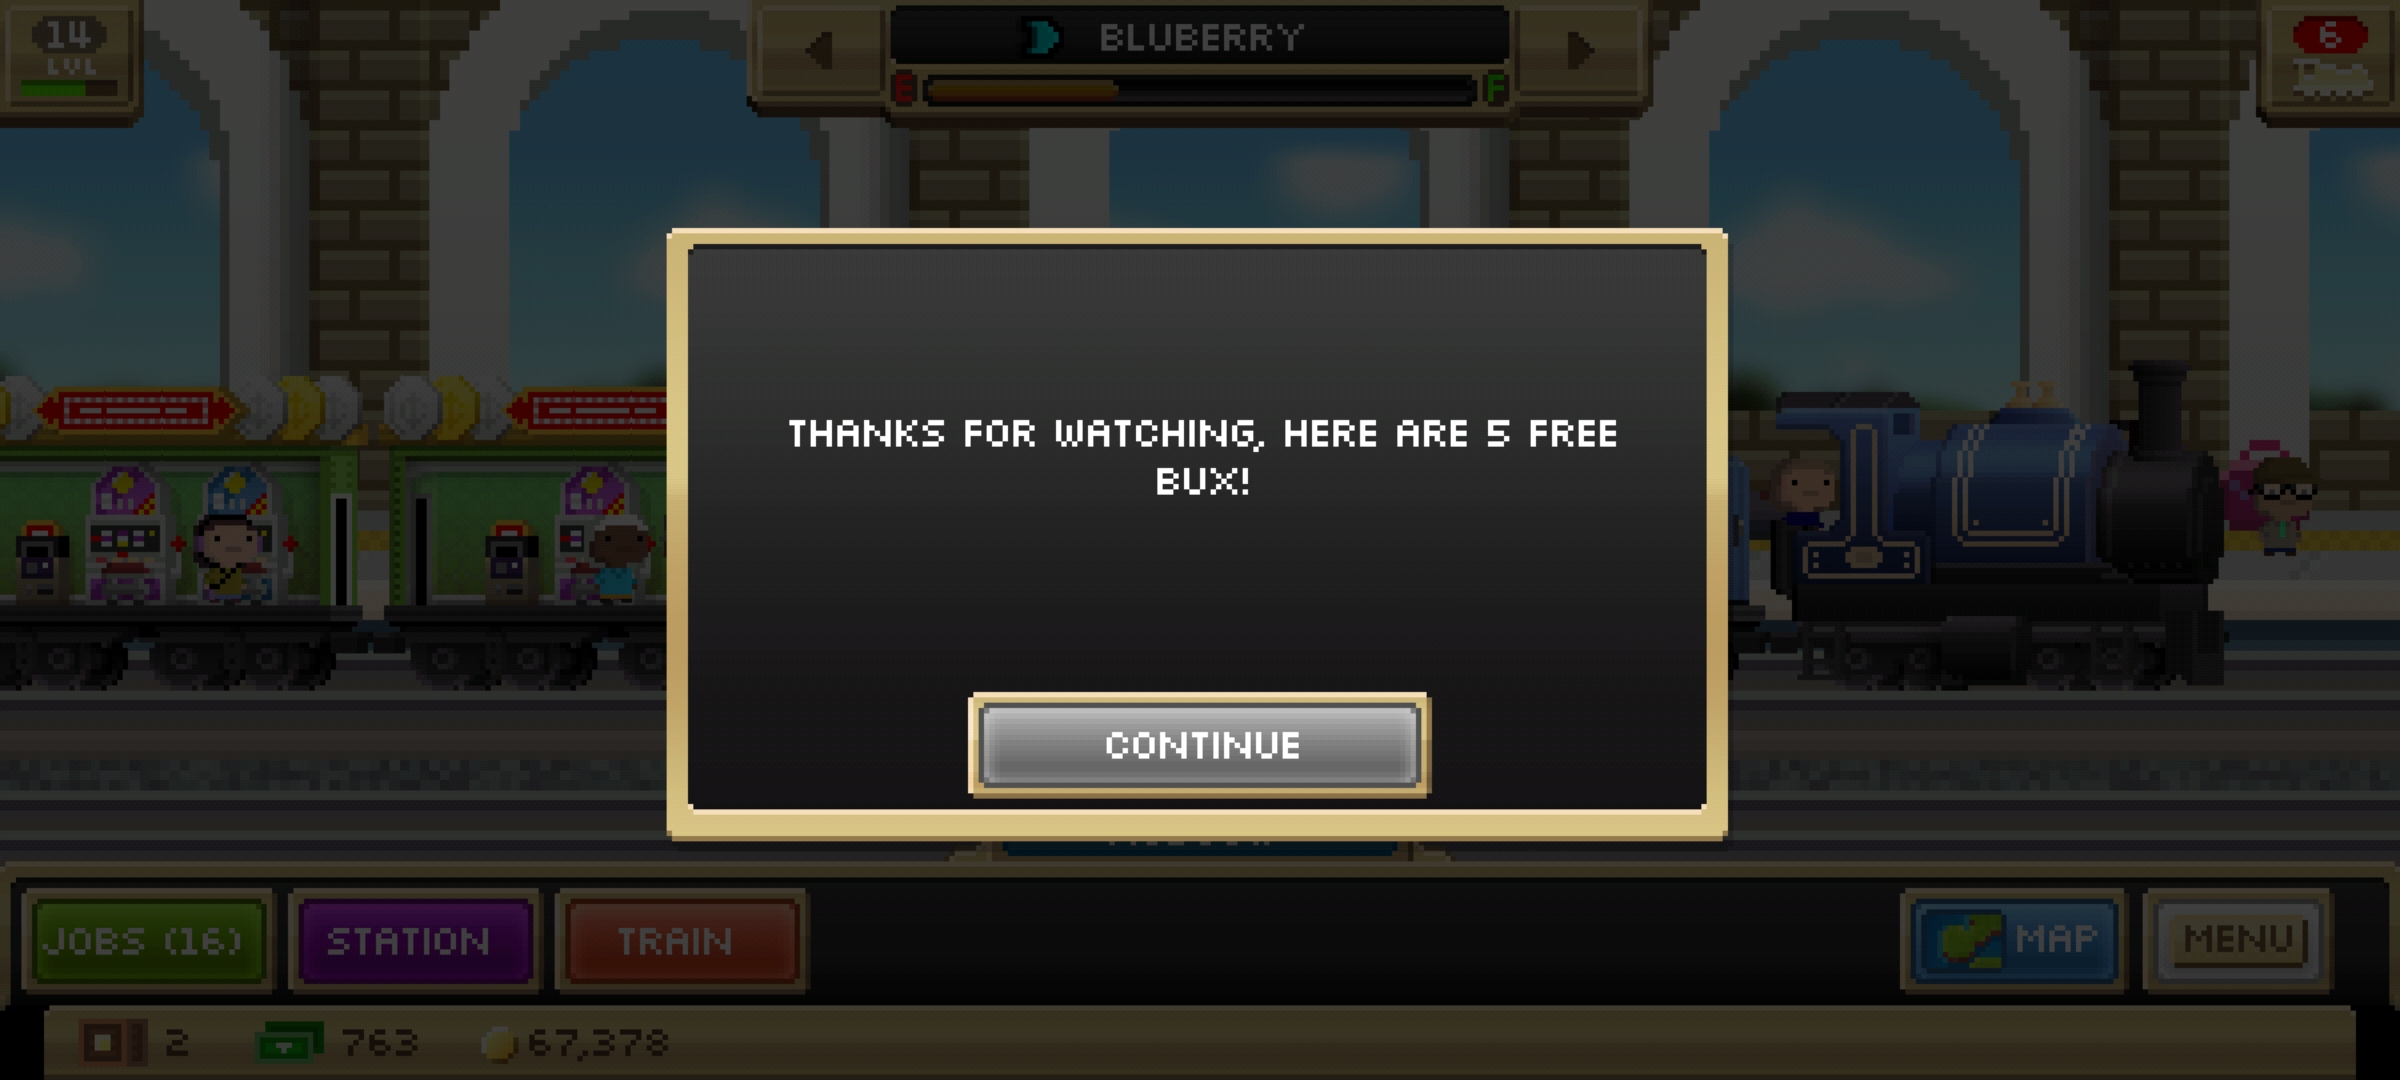 14
LVL
BLUBERRY
6
E
F
THANKS FOR WATCHING, HERE ARE 5 FREE
BUX!
CONTINUE
JOBS (16)
STATION
TRAIN
MAP
MENU
2
763
67,378